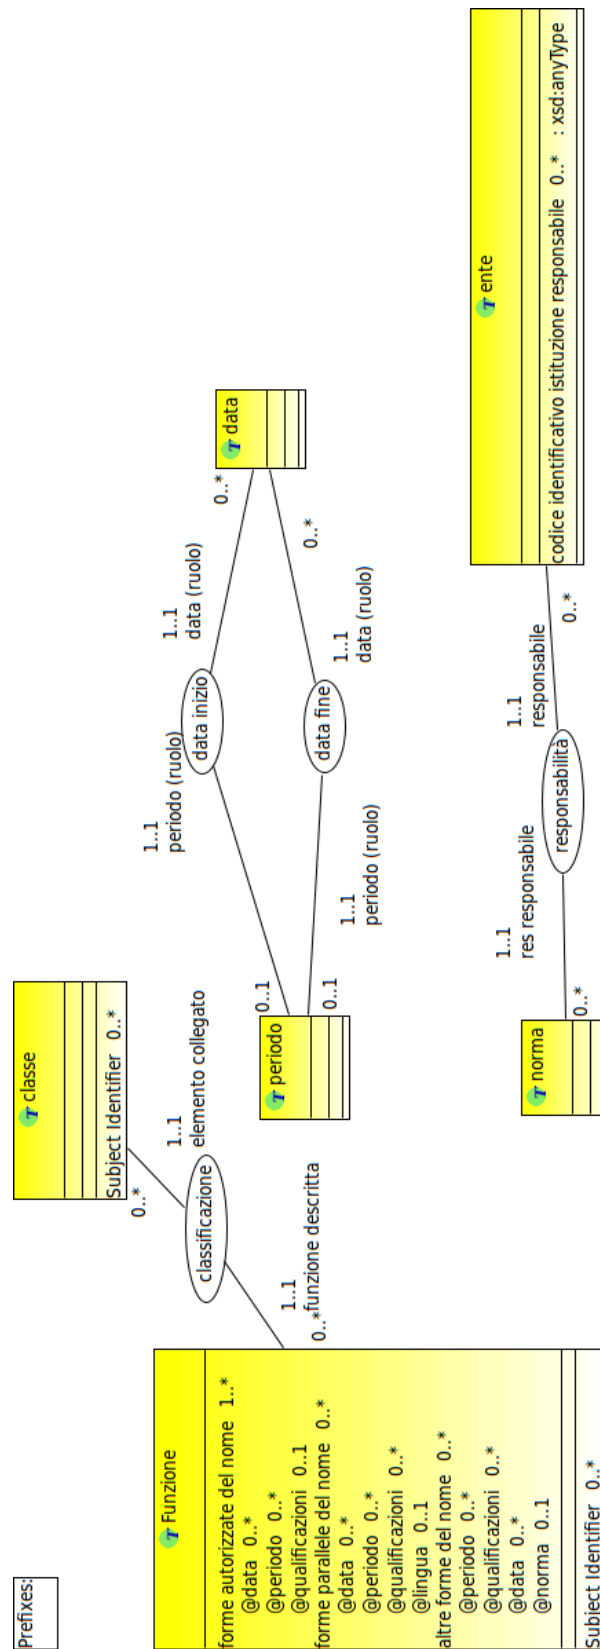 Prefixes:
T Funzione
forme autorizzate del nome 1..*
@data 0..*
@periodo 0..*
@qualificazioni 0..1
forme parallele del nome 0..*
@data 0..*
@periodo 0..*
@qualificazioni 0..*
@lingua 0..1
altre forme del nome 0..*
@periodo 0..*
@qualificazioni 0..*
@data 0..*
@norma 0..1
Subject Identifier 0..*
1..1
0..* funzione descritta
classificazione
1..1
elemento collegato
0..*
T classe
Subject Identifier 0..*
T periodo
0..1
0..1
1..1
periodo (ruolo)
data inizio
1..1
data (ruolo)
0..*
1..1
periodo (ruolo)
data fine
1..1
data (ruolo)
0..*
T data
T norma
0..*
1..1
res responsabile
responsabilità
1..1
responsabile
0..*
T ente
codice identificativo istituzione responsabile 0..* : xsd:anyType